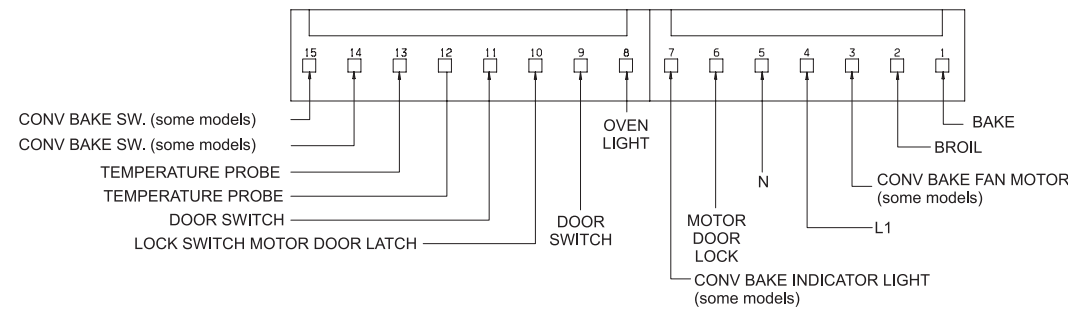 15 14 13 12 11 10 9 8 7 6 5 4 3 2 1
CONV BAKE SW. (some models)
CONV BAKE SW. (some models)
TEMPERATURE PROBE
TEMPERATURE PROBE
DOOR SWITCH
LOCK SWITCH MOTOR DOOR LATCH
DOOR
SWITCH
OVEN
LIGHT
CONV BAKE INDICATOR LIGHT
(some models)
MOTOR
DOOR
LOCK
N
L1
CONV BAKE FAN MOTOR
(some models)
BROIL
BAKE